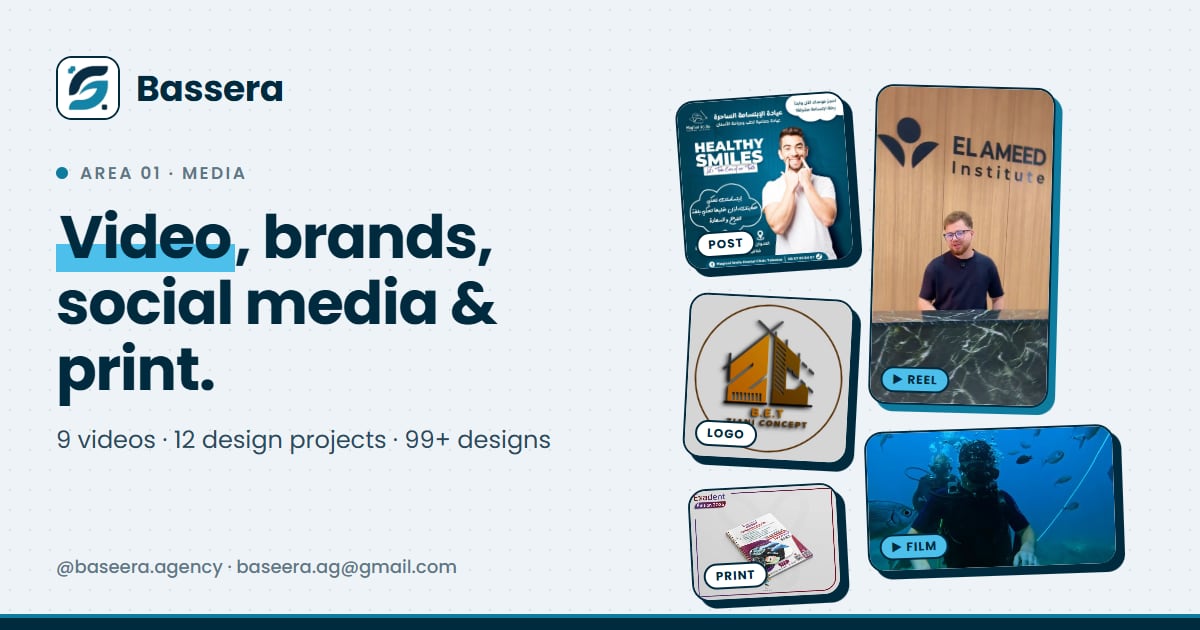 Bassera
AREA 01 · MEDIA
Video, brands,
social media &
print.
9 videos · 12 design projects · 99+ designs
@baseera.agency · baseera.ag@gmail.com
عيادة الإبتسامة الساحرة
HEALTHY
SMILES
POST
EL AMEED
Institute
REEL
B.E.T
CONCEPT
LOGO
Exadent
PRINT
FILM